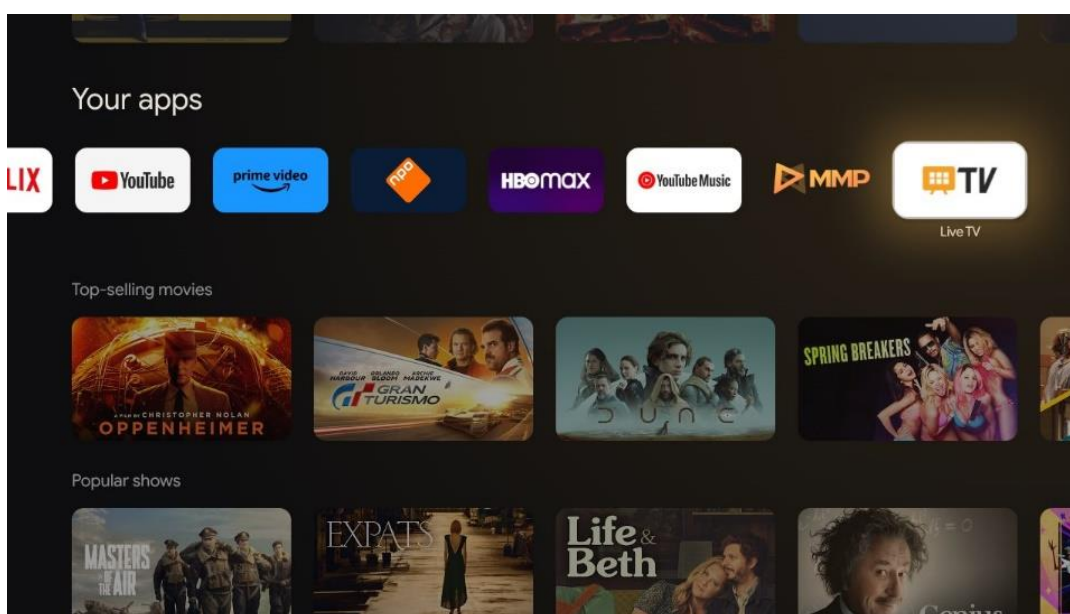 Your apps
LIX
YouTube
prime video
npo
HBOmax
YouTube Music
MMP
TV
Live TV
Top-selling movies
A FILM BY CHRISTOPHER NOLAN
OPPENHEIMER
DAVID HARBOUR ORLANDO BLOOM ARCHIE MADEKWE
GRAN
TURISMO
DUNE
SPRING BREAKERS
Popular shows
MASTERS
OF THE
AIR
EXPATS
Life &
Beth
Genius